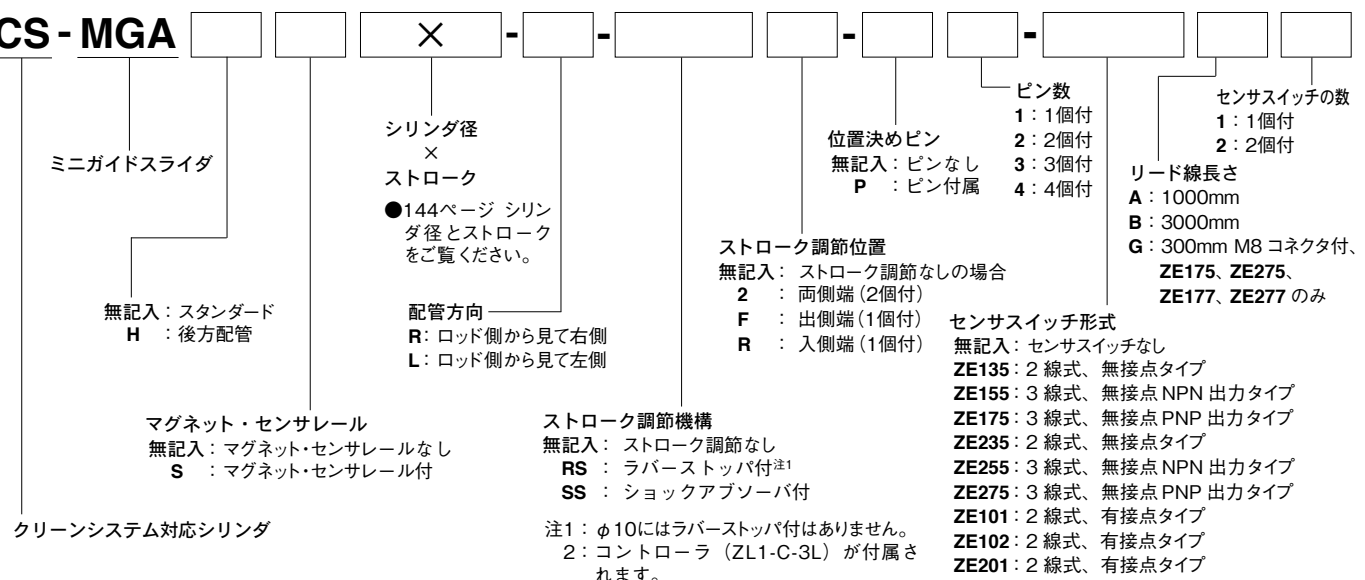 CS - MGA × - - - -
シリンダ径
×
ストローク
●144ページ シリン
ダ径とストローク
をご覧ください。
ミニガイドスライダ
無記入：スタンダード
H ：後方配管
配管方向
R：ロッド側から見て右側
L：ロッド側から見て左側
ピン数
1：1個付
2：2個付
3：3個付
4：4個付
位置決めピン
無記入：ピンなし
P ：ピン付属
センサスイッチの数
1：1個付
2：2個付
リード線長さ
A：1000mm
B：3000mm
G：300mm M8 コネクタ付、
ZE175、ZE275、
ZE177、ZE277 のみ
ストローク調節位置
無記入： ストローク調節なしの場合
2 ： 両側端（2個付）
F ： 出側端（1個付）
R ： 入側端（1個付）
センサスイッチ形式
無記入：センサスイッチなし
ZE135：2 線式、無接点タイプ
ZE155：3 線式、無接点 NPN 出力タイプ
ZE175：3 線式、無接点 PNP 出力タイプ
ZE235：2 線式、無接点タイプ
ZE255：3 線式、無接点 NPN 出力タイプ
ZE275：3 線式、無接点 PNP 出力タイプ
ZE101：2 線式、有接点タイプ
ZE102：2 線式、有接点タイプ
ZE201：2 線式、有接点タイプ
マグネット・センサレール
無記入：マグネット・センサレールなし
S ：マグネット・センサレール付
ストローク調節機構
無記入： ストローク調節なし
RS ： ラバーストッパ付注1
SS ： ショックアブソーバ付
注1：φ10にはラバーストッパ付はありません。
2：コントローラ（ZL1-C-3L）が付属さ
れます。
クリーンシステム対応シリンダ